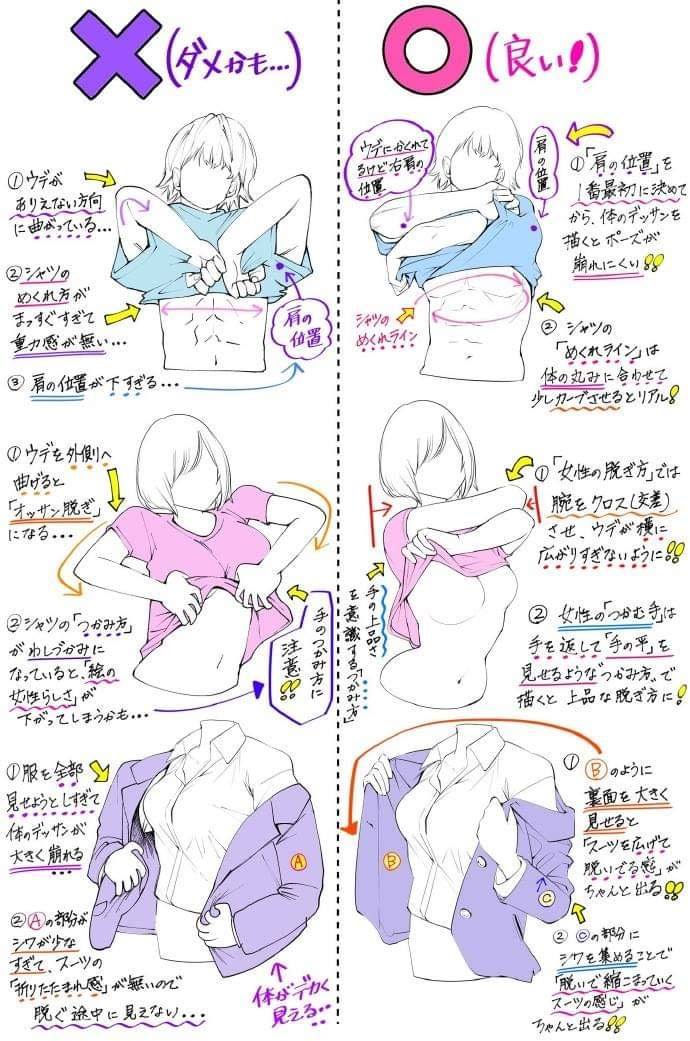 (ダメかも...)
①ウデが
ありえない方向
に曲がっている...
②シャツの
めくれ方が
まっすぐすぎて
重力感が無い...
肩の
位置
③肩の位置が下すぎる...
(良い!)
ウデにかくれて
るけど右肩の
位置
肩の位置
①「肩の位置」を
1番最初に決めて
から、体のデッサンを
描くとポーズが
崩れにくい!!
シャツの
めくれライン
②シャツの
「めくれライン」は
体の丸みに合わせて
少しカーブさせるとリアル!
①ウデを外側へ
曲げると
「オッサン脱ぎ」
になる...
②シャツの「つかみ方」
がわしづかみに
なっていると、「絵の
女性らしさ」が
下がってしまうかも...
手のつかみ方に
注意!!
①「女性の脱ぎ方」では
腕をクロス(交差)
させ、ウデが横に
広がりすぎないように!!
「手の上品さ
を意識するつかみ方」
②女性の「つかむ手」は
手を返して「手の平」を
見せるような"つかみ方"で
描くと上品な脱ぎ方に!
①服を全部
見せようとしすぎて
体のデッサンが
大きく崩れる
A
②Aの部分が
シワが少な
すぎて、スーツの
「折りたたまれ感」が無いので
脱ぐ途中に見えない...
体がデカく
見える...
B
C
①Bのように
裏面を大きく
見せると
「スーツを広げて
脱いでる感」が
ちゃんと出る!!
②Cの部分に
シワを集めることで
「脱いで縮こまっていく
スーツの感じ」が
ちゃんと出る!!